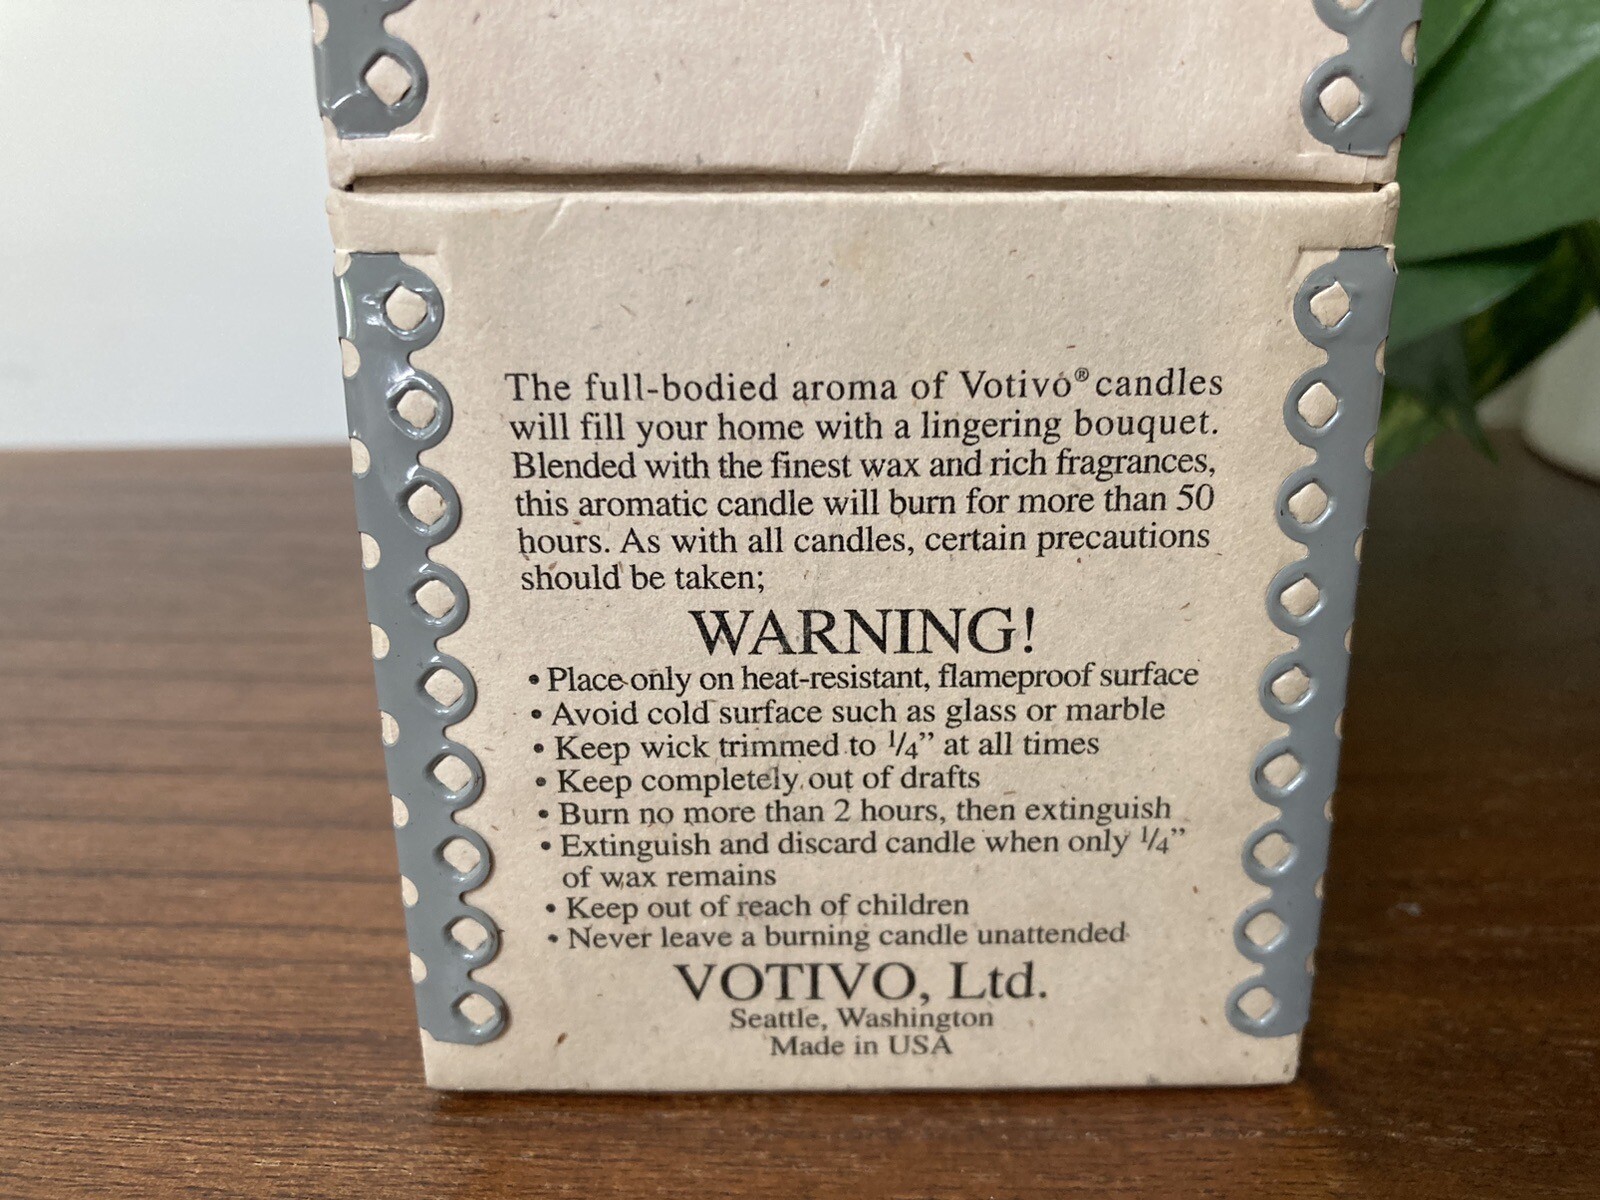 The full-bodied aroma of Votivo® candles
will fill your home with a lingering bouquet.
Blended with the finest wax and rich fragrances,
this aromatic candle will burn for more than 50
hours. As with all candles, certain precautions
should be taken;
WARNING!
• Place only on heat-resistant, flameproof surface
• Avoid cold surface such as glass or marble
• Keep wick trimmed to 1/4” at all times
• Keep completely out of drafts
• Burn no more than 2 hours, then extinguish
• Extinguish and discard candle when only 1/4”
of wax remains
• Keep out of reach of children
• Never leave a burning candle unattended
VOTIVO, Ltd.
Seattle, Washington
Made in USA